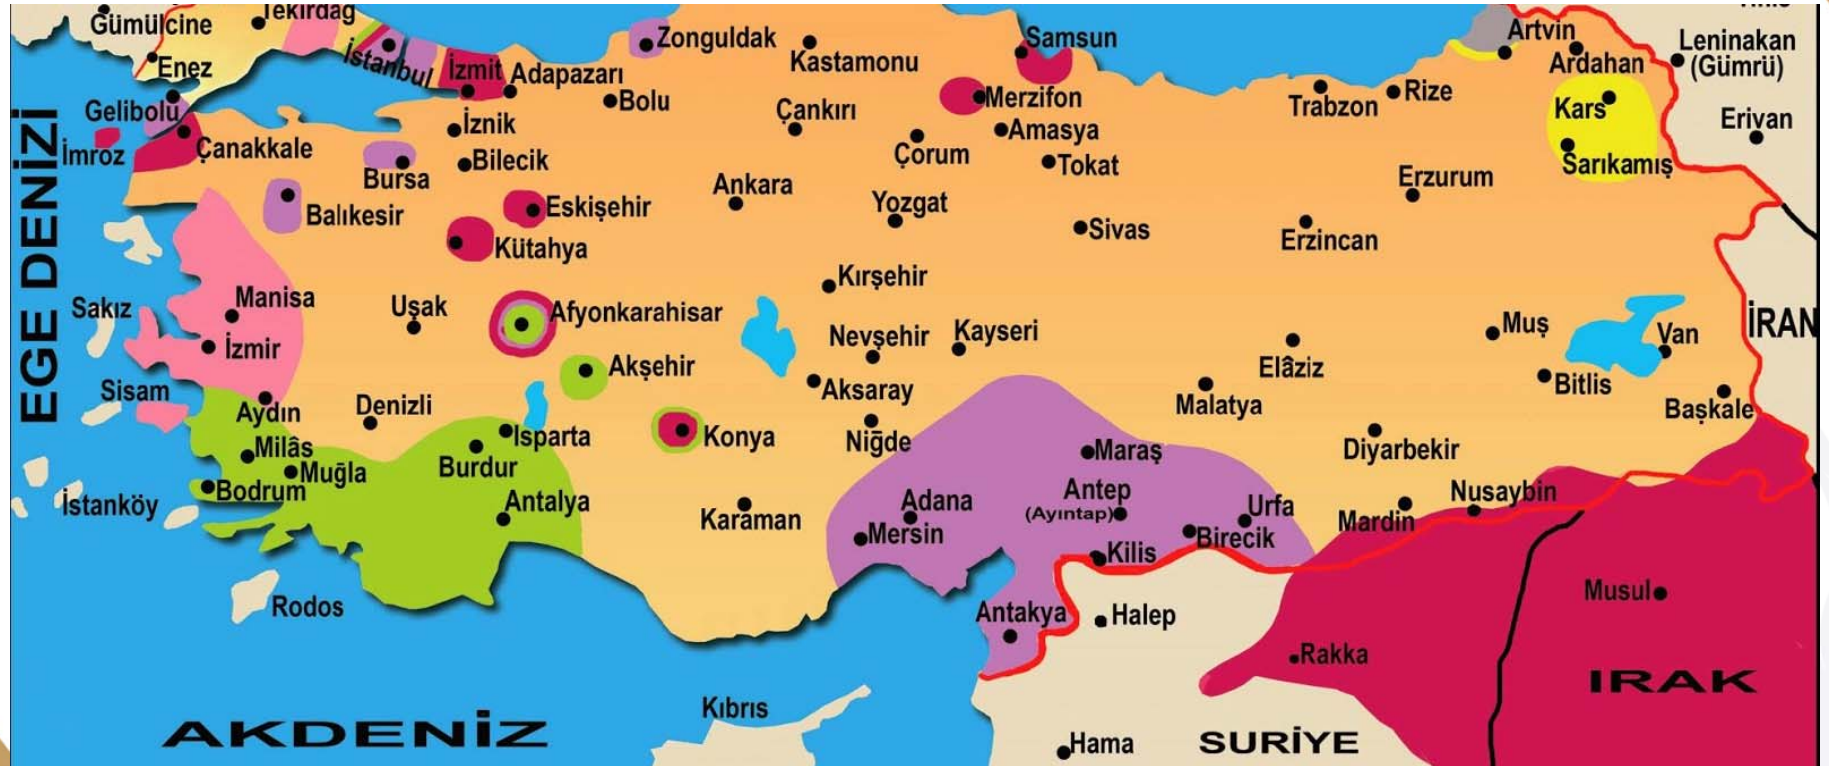 Gümülcine
Tekirdağ
Enez
Gelibolu
İmroz
Çanakkale
İstanbul
İzmit
Adapazarı
Zonguldak
Bolu
İznik
Bilecik
Bursa
Balıkesir
Kastamonu
Çankırı
Samsun
Merzifon
Amasya
Çorum
Tokat
Trabzon
Rize
Artvin
Ardahan
Kars
Sarıkamış
Leninakan
(Gümrü)
Erivan
EGE DENİZİ
Eskişehir
Kütahya
Ankara
Yozgat
Sivas
Erzurum
Erzincan
Kırşehir
Sakız
Manisa
İzmir
Uşak
Afyonkarahisar
Akşehir
Nevşehir
Kayseri
Elâziz
Muş
Van
İRAN
Bitlis
Başkale
Sisam
Aydın
Denizli
Isparta
Burdur
Konya
Aksaray
Niğde
Malatya
Diyarbekir
Milâs
Muğla
Bodrum
İstanköy
Antalya
Karaman
Adana
Mersin
Maraş
Antep
(Ayıntap)
Urfa
Birecik
Kilis
Mardin
Nusaybin
Rodos
Antakya
Halep
Musul
Rakka
IRAK
Kıbrıs
AKDENİZ
Hama
SURİYE